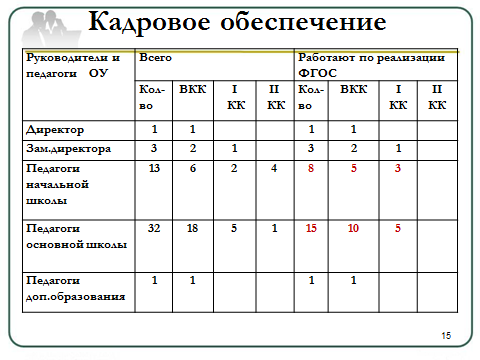 Кадровое обеспечение
Руководители и педагоги ОУ Всего Работают по реализации ФГОС
Кол-во ВКК I КК II КК Кол-во ВКК I КК II КК
Директор 1 1 1 1
Зам.директора 3 2 1 3 2 1
Педагоги начальной школы 13 6 2 4 8 5 3
Педагоги основной школы 32 18 5 1 15 10 5
Педагоги доп.образования 1 1 1 1
15